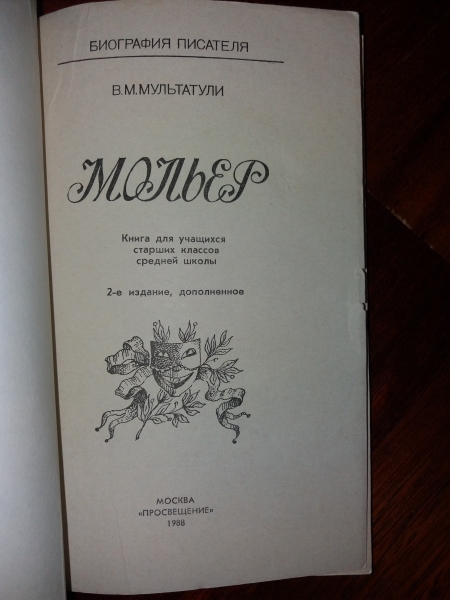 БИОГРАФИЯ ПИСАТЕЛЯ
В.М.МУЛЬТАТУЛИ
МОЛЬЕР
Книга для учащихся
старших классов
средней школы
2-е издание, дополненное
МОСКВА
«ПРОСВЕЩЕНИЕ»
1988